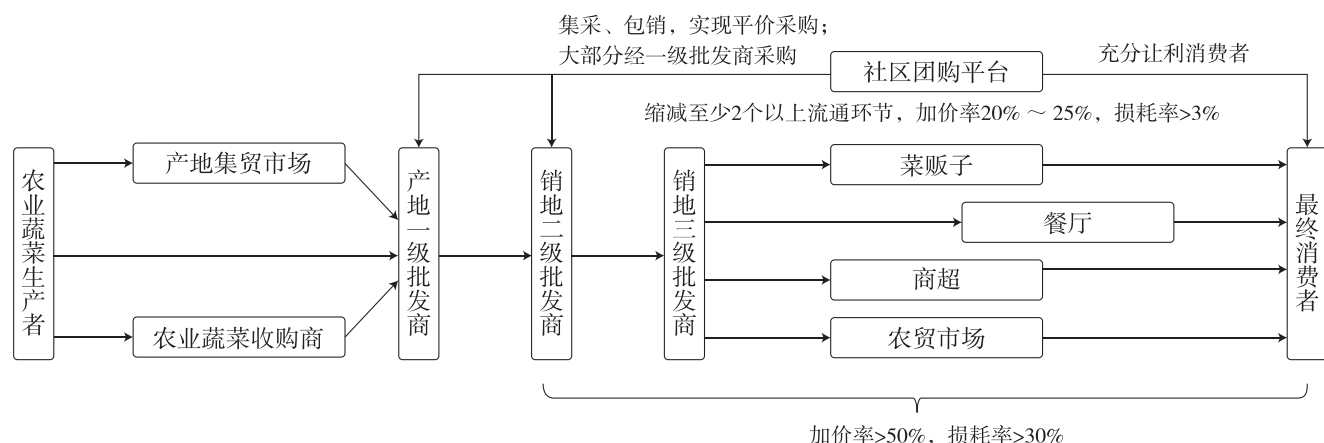 集采、包销，实现平价采购；
大部分经一级批发商采购
社区团购平台
充分让利消费者
缩减至少2个以上流通环节，加价率20% ～ 25%，损耗率>3%
农业蔬菜生产者
产地集贸市场
农业蔬菜收购商
产地一级批发商
销地二级批发商
销地三级批发商
菜贩子
餐厅
商超
农贸市场
最终消费者
加价率>50%，损耗率>30%